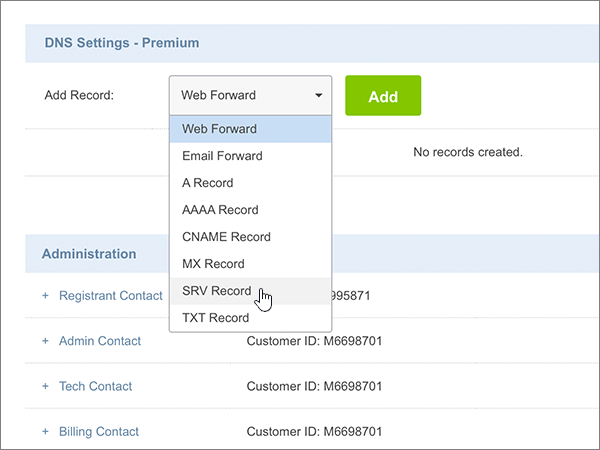 DNS Settings - Premium
Add Record:
Web Forward
Add
Web Forward
Email Forward
No records created.
A Record
AAAA Record
CNAME Record
MX Record
SRV Record
TXT Record
Administration
+ Registrant Contact
995871
+ Admin Contact
Customer ID: M6698701
+ Tech Contact
Customer ID: M6698701
+ Billing Contact
Customer ID: M6698701